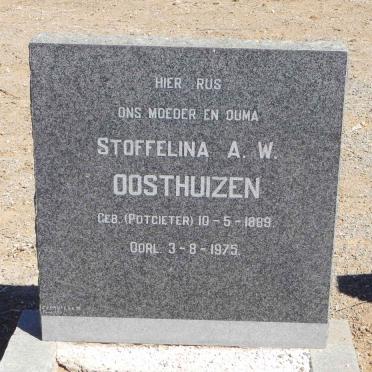 HIER RUS
ONS MOEDER EN OUMA
STOFFELINA A. W.
OOSTHUIZEN
GEB. (POTGIETER) 10-5-1889
OORL. 3-8-1975.